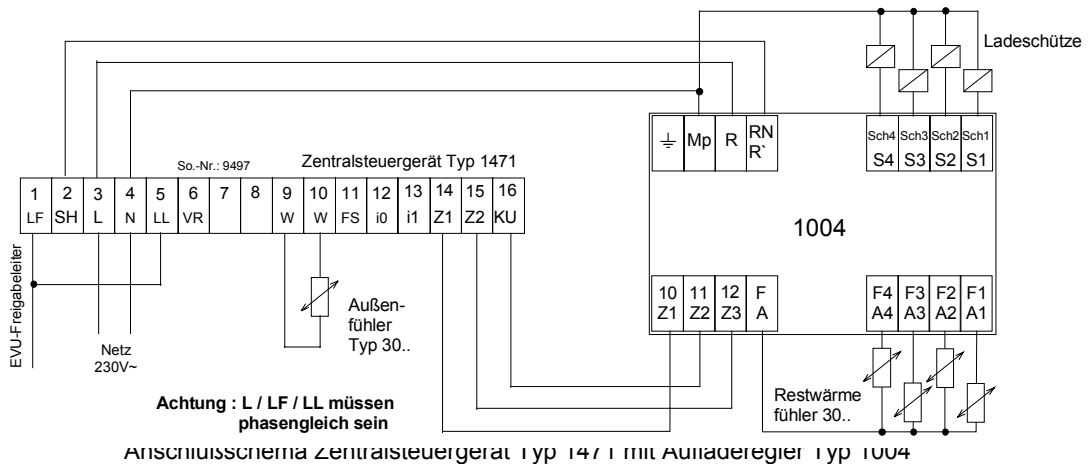 Ladeschütze
⏚ Mp R RN R`
Sch4 S4 Sch3 S3 Sch2 S2 Sch1 S1
So.-Nr.: 9497
Zentralsteuergerät Typ 1471
1 2 3 4 5 6 7 8 9 10 11 12 13 14 15 16
LF SH L N LL VR W W FS i0 i1 Z1 Z2 KU
1004
10 11 12 F
Z1 Z2 Z3 A
F4 F3 F2 F1
A4 A3 A2 A1
EVU-Freigabeleiter
Netz
230V~
Außen-
fühler
Typ 30..
Restwärme
fühler 30..
Achtung : L / LF / LL müssen
phasengleich sein
Anschlußschema Zentralsteuergerät Typ 1471 mit Aufladeregler Typ 1004